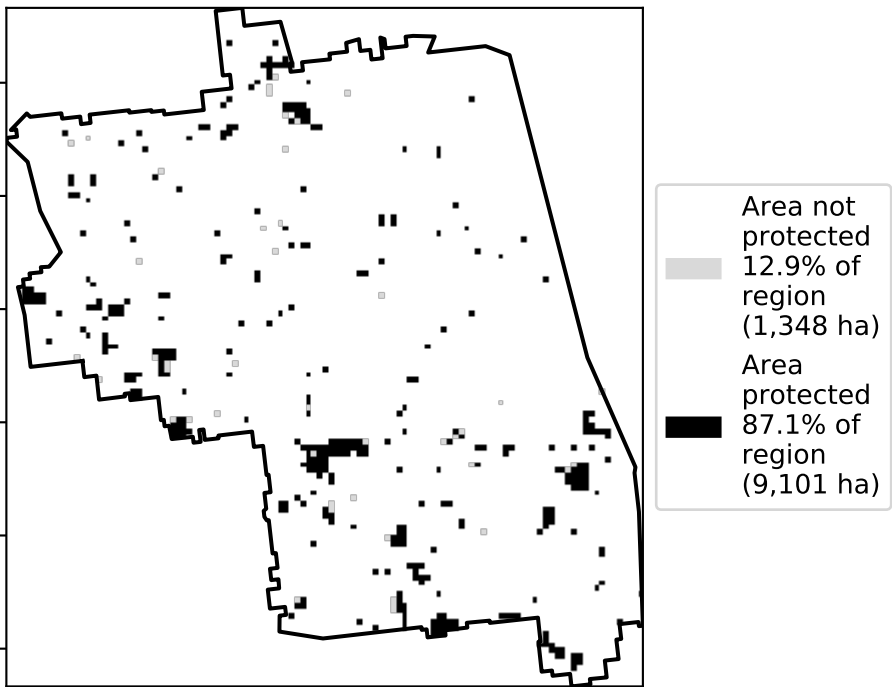 Area not
protected
12.9% of
region
(1,348 ha)
Area
protected
87.1% of
region
(9,101 ha)